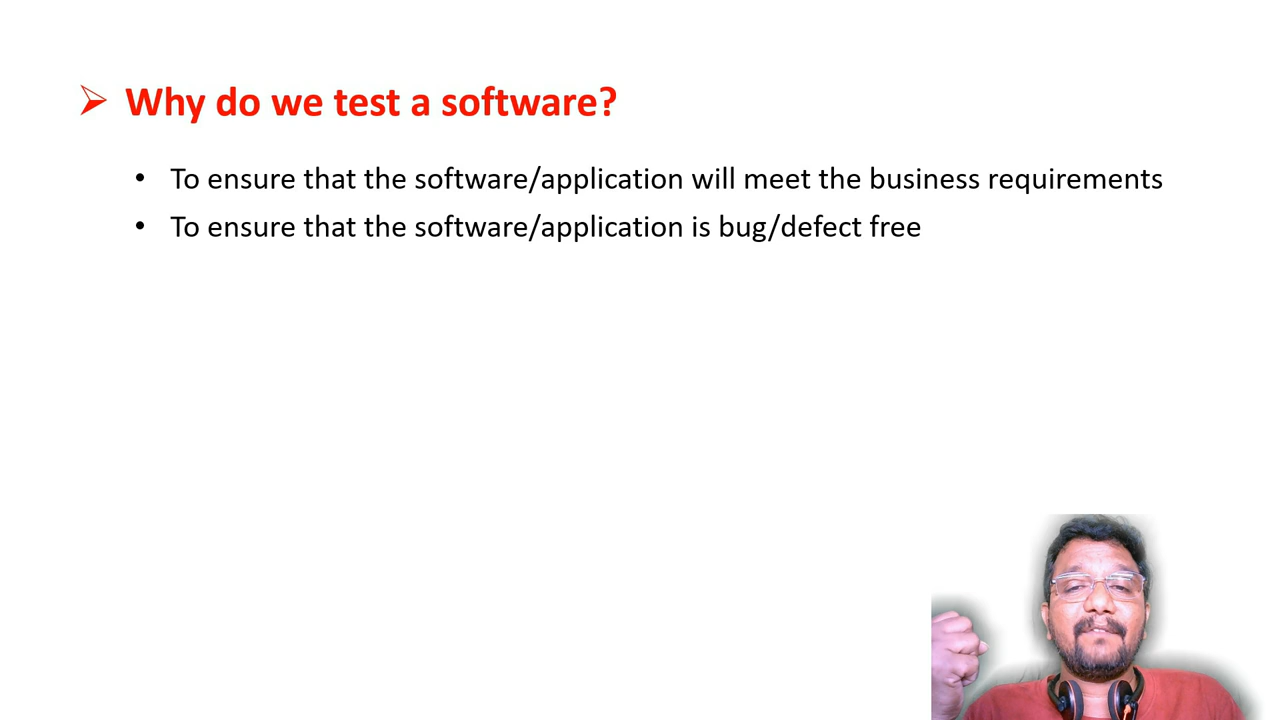 Why do we test a software?
• To ensure that the software/application will meet the business requirements
• To ensure that the software/application is bug/defect free